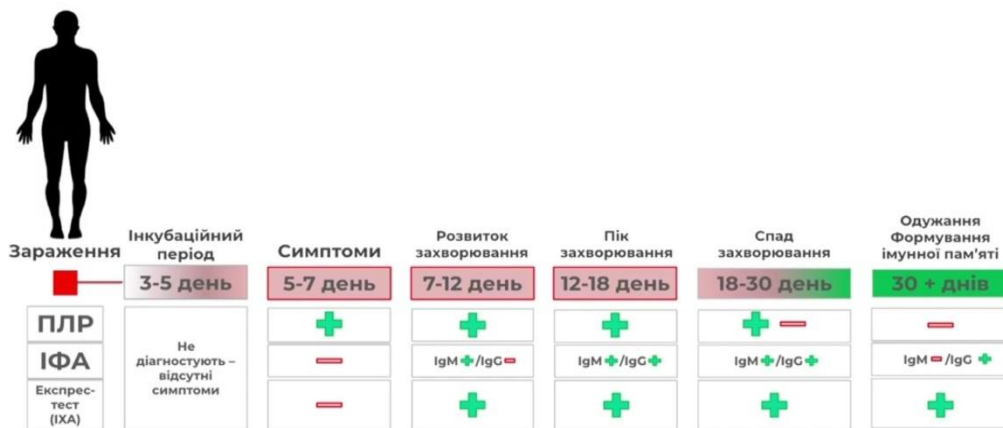 Зараження
Інкубаційний
період
Симптоми
Розвиток
захворювання
Пік
захворювання
Спад
захворювання
Одужання
Формування
імунної пам’яті
3-5 день
5-7 день
7-12 день
12-18 день
18-30 день
30 + днів
ПЛР
Не
діагностують –
відсутні
симптоми
ІФА
IgM /IgG
IgM /IgG
IgM /IgG
IgM /IgG
Експрес-
тест
(ІХА)